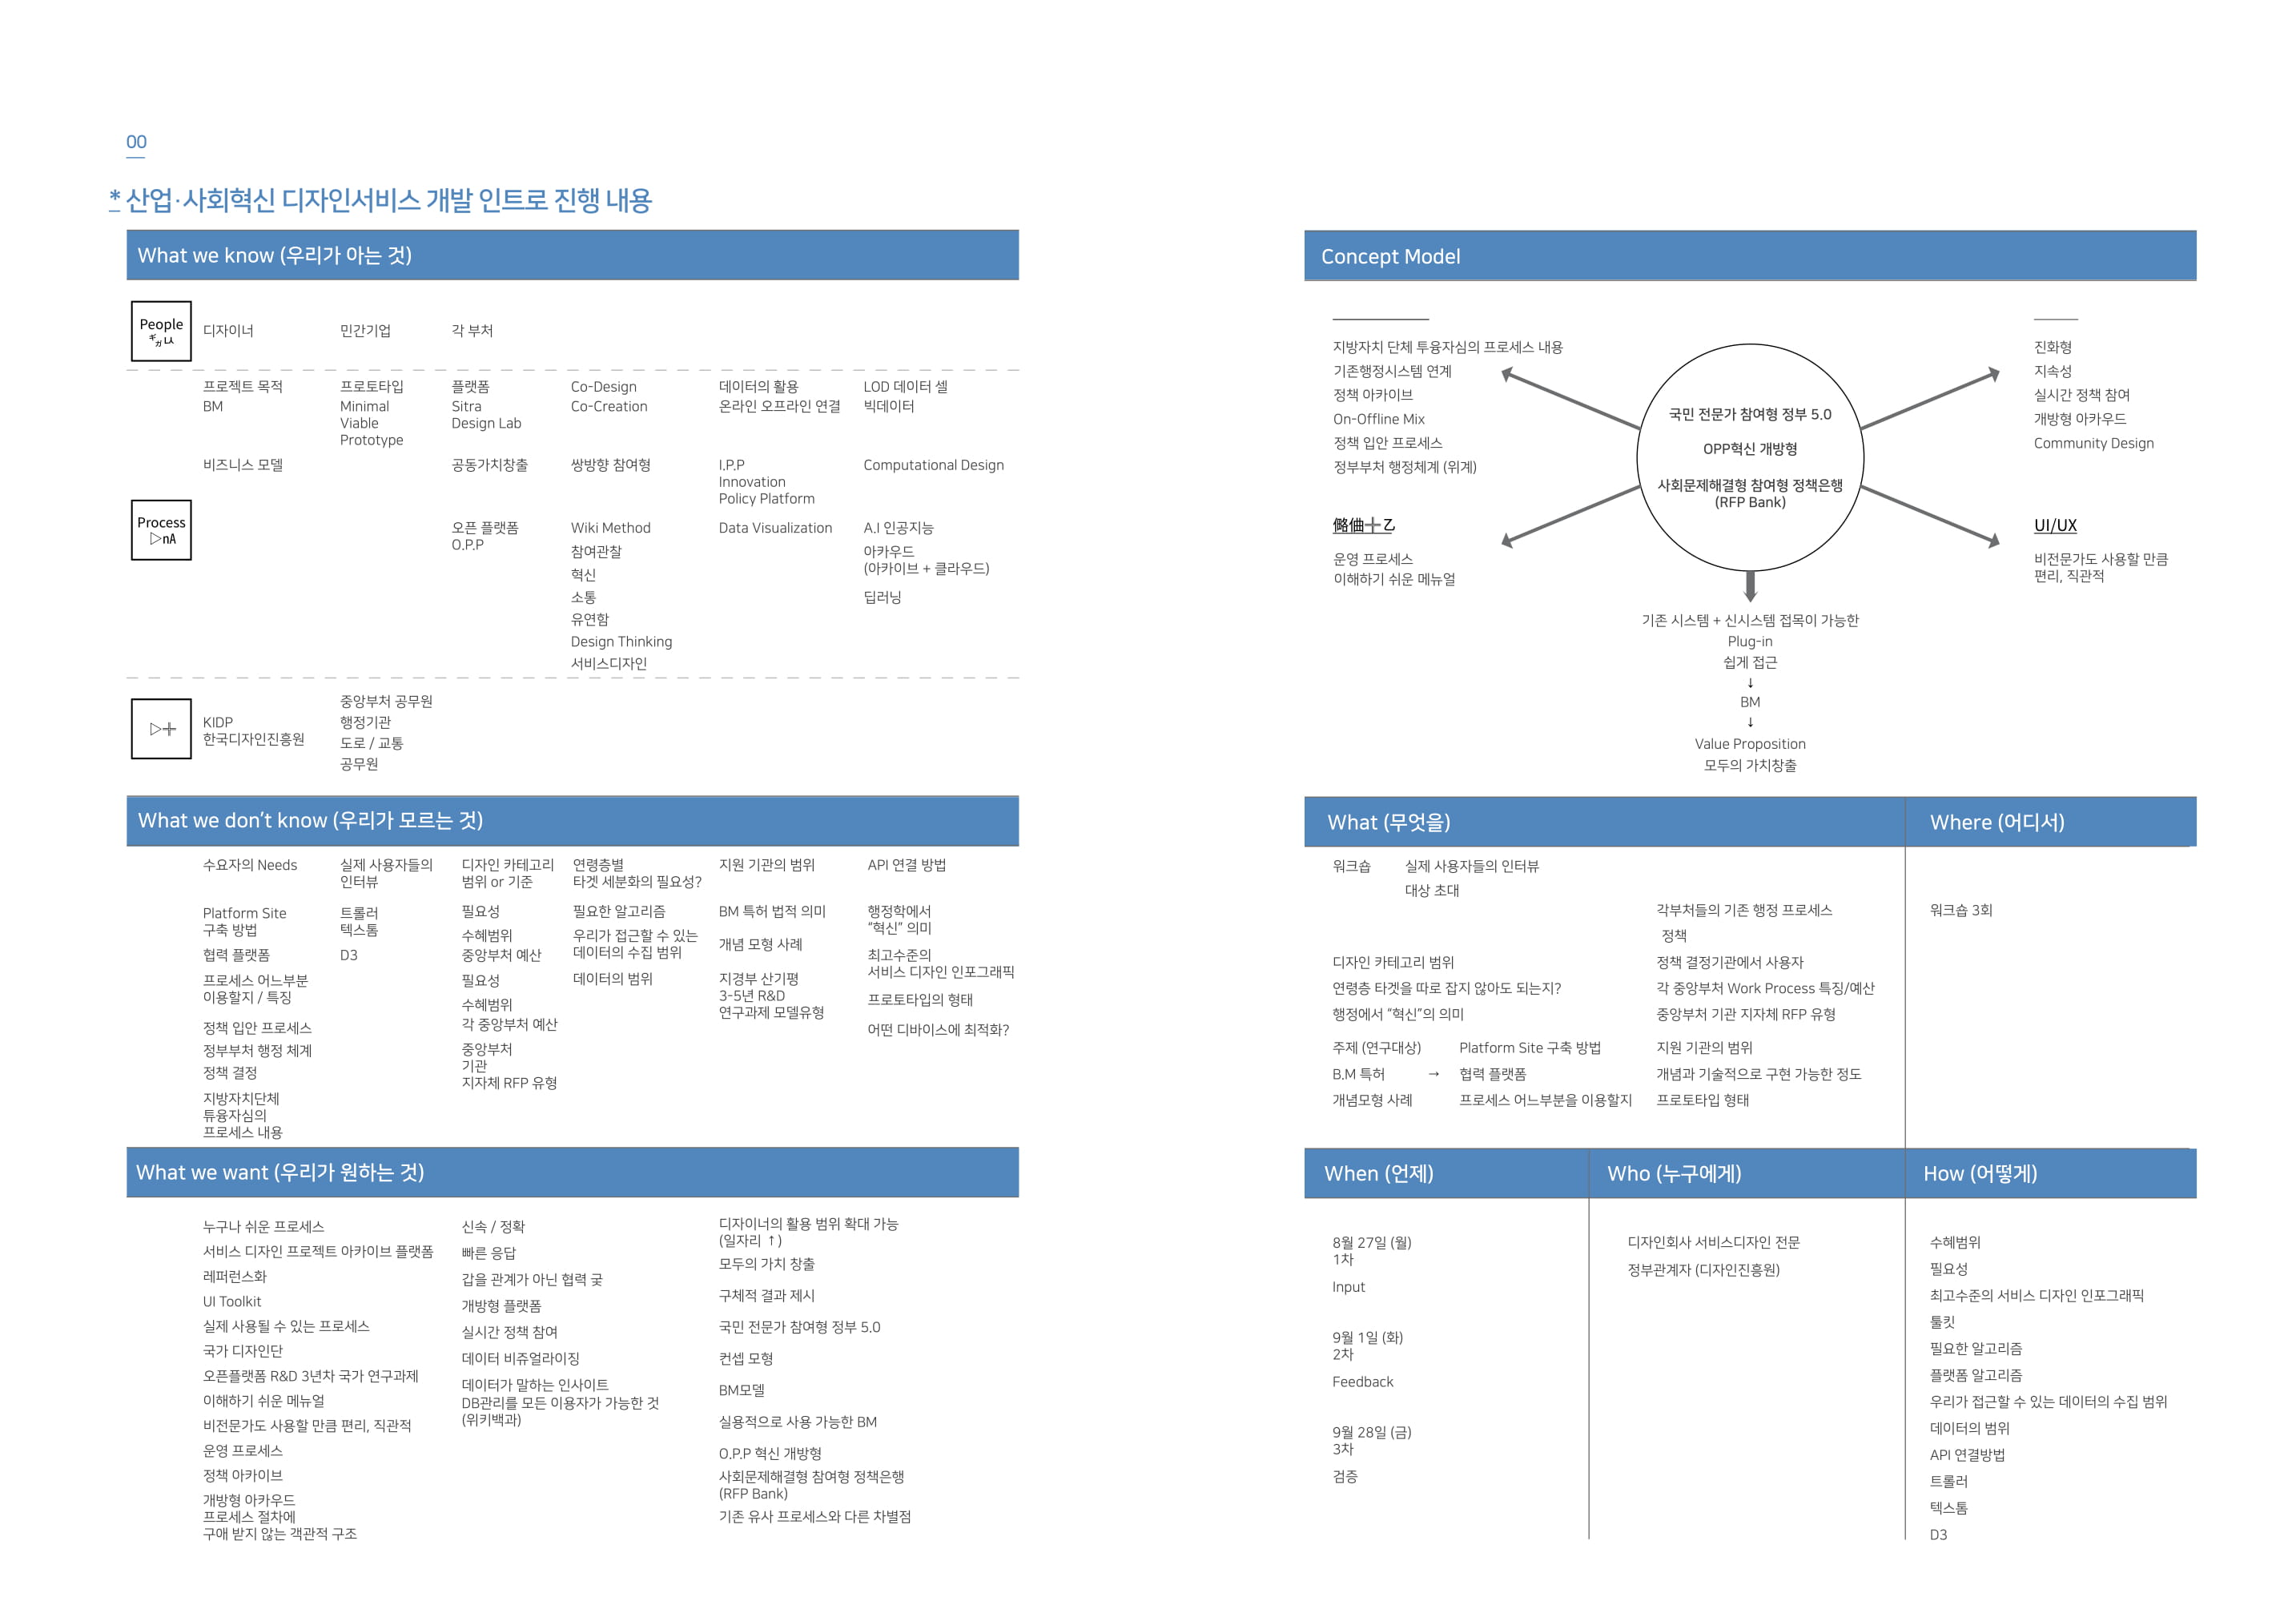 00
* 산업·사회혁신 디자인서비스 개발 인트로 진행 내용
What we know (우리가 아는 것)
People
디자이너
민간기업
각 부처
프로젝트 목적
BM
비즈니스 모델
프로토타입
Minimal
Viable
Prototype
플랫폼
Sitra
Design Lab
공동가치창출
오픈 플랫폼
O.P.P
Co-Design
Co-Creation
쌍방향 참여형
Wiki Method
참여관찰
혁신
소통
유연함
Design Thinking
서비스디자인
데이터의 활용
온라인 오프라인 연결
I.P.P
Innovation
Policy Platform
Data Visualization
LOD 데이터 셀
빅데이터
Computational Design
A.I 인공지능
아카우드
(아카이브 + 클라우드)
딥러닝
Process
▷nA
▷╋
KIDP
한국디자인진흥원
중앙부처 공무원
행정기관
도로 / 교통
공무원
What we don't know (우리가 모르는 것)
수요자의 Needs
Platform Site
구축 방법
협력 플랫폼
프로세스 어느부분
이용할지 / 특징
정책 입안 프로세스
정부부처 행정 체계
정책 결정
지방자치단체
튜융자심의
프로세스 내용
실제 사용자들의
인터뷰
트롤러
텍스톰
D3
디자인 카테고리
범위 or 기준
필요성
수혜범위
중앙부처 예산
필요성
수혜범위
각 중앙부처 예산
중앙부처
기관
지자체 RFP 유형
연령층별
타겟 세분화의 필요성?
필요한 알고리즘
우리가 접근할 수 있는
데이터의 수집 범위
데이터의 범위
지원 기관의 범위
BM 특허 법적 의미
개념 모형 사례
지경부 산기평
3-5년 R&D
연구과제 모델유형
API 연결 방법
행정학에서
“혁신” 의미
최고수준의
서비스 디자인 인포그래픽
프로토타입의 형태
어떤 디바이스에 최적화?
What we want (우리가 원하는 것)
누구나 쉬운 프로세스
서비스 디자인 프로젝트 아카이브 플랫폼
레퍼런스화
UI Toolkit
실제 사용될 수 있는 프로세스
국가 디자인단
오픈플랫폼 R&D 3년차 국가 연구과제
이해하기 쉬운 메뉴얼
비전문가도 사용할 만큼 편리, 직관적
운영 프로세스
정책 아카이브
개방형 아카우드
프로세스 절차에
구애 받지 않는 객관적 구조
신속 / 정확
빠른 응답
갑을 관계가 아닌 협력 궂
개방형 플랫폼
실시간 정책 참여
데이터 비쥬얼라이징
데이터가 말하는 인사이트
DB관리를 모든 이용자가 가능한 것
(위키백과)
디자이너의 활용 범위 확대 가능
(일자리 ↑)
모두의 가치 창출
구체적 결과 제시
국민 전문가 참여형 정부 5.0
컨셉 모형
BM모델
실용적으로 사용 가능한 BM
O.P.P 혁신 개방형
사회문제해결형 참여형 정책은행
(RFP Bank)
기존 유사 프로세스와 다른 차별점
Concept Model
지방자치 단체 투융자심의 프로세스 내용
기존행정시스템 연계
정책 아카이브
On-Offline Mix
정책 입안 프로세스
정부부처 행정체계 (위계)
운영 프로세스
이해하기 쉬운 메뉴얼
국민 전문가 참여형 정부 5.0
OPP혁신 개방형
사회문제해결형 참여형 정책은행
(RFP Bank)
진화형
지속성
실시간 정책 참여
개방형 아카우드
Community Design
UI/UX
비전문가도 사용할 만큼
편리, 직관적
기존 시스템 + 신시스템 접목이 가능한
Plug-in
쉽게 접근
↓
BM
↓
Value Proposition
모두의 가치창출
What (무엇을)
워크숍
실제 사용자들의 인터뷰
대상 초대
각부처들의 기존 행정 프로세스
정책
디자인 카테고리 범위
정책 결정기관에서 사용자
연령층 타겟을 따로 잡지 않아도 되는지?
각 중앙부처 Work Process 특징/예산
행정에서 “혁신”의 의미
중앙부처 기관 지자체 RFP 유형
주제 (연구대상)
Platform Site 구축 방법
지원 기관의 범위
B.M 특허 → 협력 플랫폼
개념과 기술적으로 구현 가능한 정도
개념모형 사례
프로세스 어느부분을 이용할지
프로토타입 형태
Where (어디서)
워크숍 3회
When (언제)
8월 27일 (월)
1차
Input
9월 1일 (화)
2차
Feedback
9월 28일 (금)
3차
검증
Who (누구에게)
디자인회사 서비스디자인 전문
정부관계자 (디자인진흥원)
How (어떻게)
수혜범위
필요성
최고수준의 서비스 디자인 인포그래픽
툴킷
필요한 알고리즘
플랫폼 알고리즘
우리가 접근할 수 있는 데이터의 수집 범위
데이터의 범위
API 연결방법
트롤러
텍스톰
D3